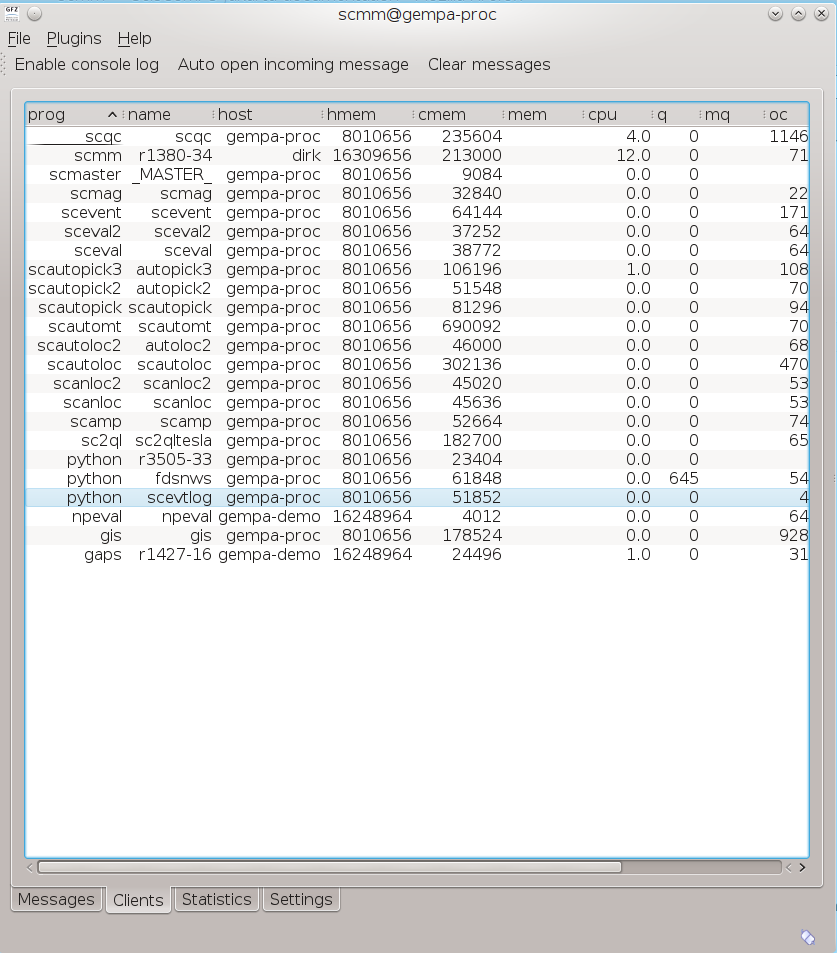 GFZ
scmm@gempa-proc
File Plugins Help
Enable console log Auto open incoming message Clear messages
prog name host hmem cmem mem cpu q mq oc
scqc scqc gempa-proc 8010656 235604 4.0 0 1146
scmm r1380-34 dirk 16309656 213000 12.0 0 71
scmaster _MASTER_ gempa-proc 8010656 9084 0.0 0
scmag scmag gempa-proc 8010656 32840 0.0 0 22
scevent scevent gempa-proc 8010656 64144 0.0 0 171
sceval2 sceval2 gempa-proc 8010656 37252 0.0 0 64
sceval sceval gempa-proc 8010656 38772 0.0 0 64
scautopick3 autopick3 gempa-proc 8010656 106196 1.0 0 108
scautopick2 autopick2 gempa-proc 8010656 51548 0.0 0 70
scautopick scautopick gempa-proc 8010656 81296 0.0 0 94
scautomt scautomt gempa-proc 8010656 690092 0.0 0 70
scautoloc2 autoloc2 gempa-proc 8010656 46000 0.0 0 68
scautoloc scautoloc gempa-proc 8010656 302136 0.0 0 470
scanloc2 scanloc2 gempa-proc 8010656 45020 0.0 0 53
scanloc scanloc gempa-proc 8010656 45636 0.0 0 53
scamp scamp gempa-proc 8010656 52664 0.0 0 74
sc2ql sc2qltesla gempa-proc 8010656 182700 0.0 0 65
python r3505-33 gempa-proc 8010656 23404 0.0 0
python fdsnws gempa-proc 8010656 61848 0.0 645 54
python scevtlog gempa-proc 8010656 51852 0.0 0 4
npeval npeval gempa-demo 16248964 4012 0.0 0 64
gis gis gempa-proc 8010656 178524 0.0 0 928
gaps r1427-16 gempa-demo 16248964 24496 1.0 0 31
Messages Clients Statistics Settings